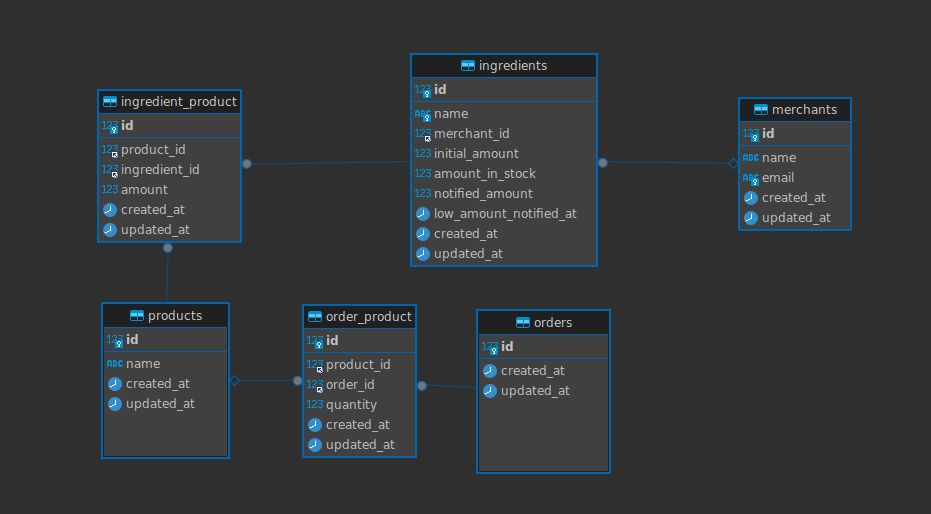 ingredient_product
123 id
123 product_id
123 ingredient_id
123 amount
created_at
updated_at
ingredients
123 id
ABC name
123 merchant_id
123 initial_amount
123 amount_in_stock
123 notified_amount
low_amount_notified_at
created_at
updated_at
merchants
123 id
ABC name
ABC email
created_at
updated_at
products
123 id
ABC name
created_at
updated_at
order_product
123 id
123 product_id
123 order_id
123 quantity
created_at
updated_at
orders
123 id
created_at
updated_at